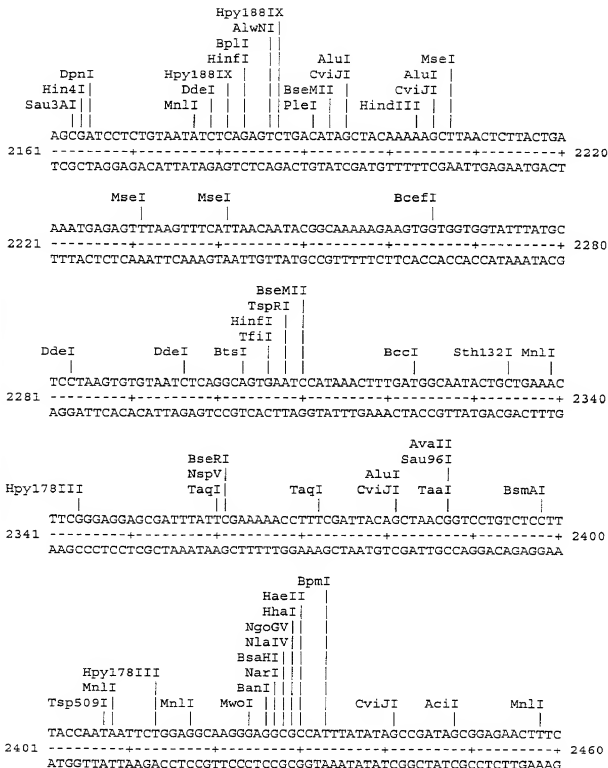 Hpy188IX
AlwNI
BplI
HinfI AluI MseI
DpnI Hpy188IX CviJI AluI
Hin4I DdeI BseMII CviJI
Sau3AI MnlI PleI HindIII
AGCGATCCTCTGTAATATCTCAGAGTCTGACATAGCTACAAAAAGCTTAACTCTTACTGA
2161 ---------+---------+---------+---------+---------+---------+ 2220
TCGCTAGGAGACATTATAGAGTCTCAGACTGTATCGATGTTTTTCGAATTGAGAATGACT
MseI MseI BcefI
AAATGAGAGTTTAAGTTTCATTAACAATACGGCAAAAAGAAGTGGTGGTGGTATTTATGC
2221 ---------+---------+---------+---------+---------+---------+ 2280
TTTACTCTCAAATTCAAAGTAATTGTTATGCCGTTTTTCTTCACCACCACCATAAATACG
BseMII
TspRI
HinfI
TfiI
DdeI DdeI BtsI BccI Sth132I MnlI
TCCTAAGTGTGTAATCTCAGGCAGTGAATCCATAAACTTTGATGGCAATACTGCTGAAAC
2281 ---------+---------+---------+---------+---------+---------+ 2340
AGGATTCACACATTAGAGTCCGTCACTTAGGTATTTGAAACTACCGTTATGACGACTTTG
AvaII
BseRI Sau96I
NspV AluI
Hpy178III TaqI TaqI CviJI TaaI BsmAI
TTCGGGAGGAGCGATTTATTCGAAAAACCTTTCGATTACAGCTAACGGTCCTGTCTCCTT
2341 ---------+---------+---------+---------+---------+---------+ 2400
AAGCCCTCCTCGCTAAATAAGCTTTTTGGAAAGCTAATGTCGATTGCCAGGACAGAGGAA
BpmI
HaeII
HhaI
NgoGV
NlaIV
BsaHI
Hpy178III NarI
MnlI BanI
Tsp509I MnlI MwoI CviJI AciI MnlI
TACCAATAATTCTGGAGGCAAGGGAGGCGCCATTTATATAGCCGATAGCGGAGAACTTTC
2401 ---------+---------+---------+---------+---------+---------+ 2460
ATGGTTATTAAGACCTCCGTTCCCTCCGCGGTAAATATATCGGCTATCGCCTCTTGAAAG